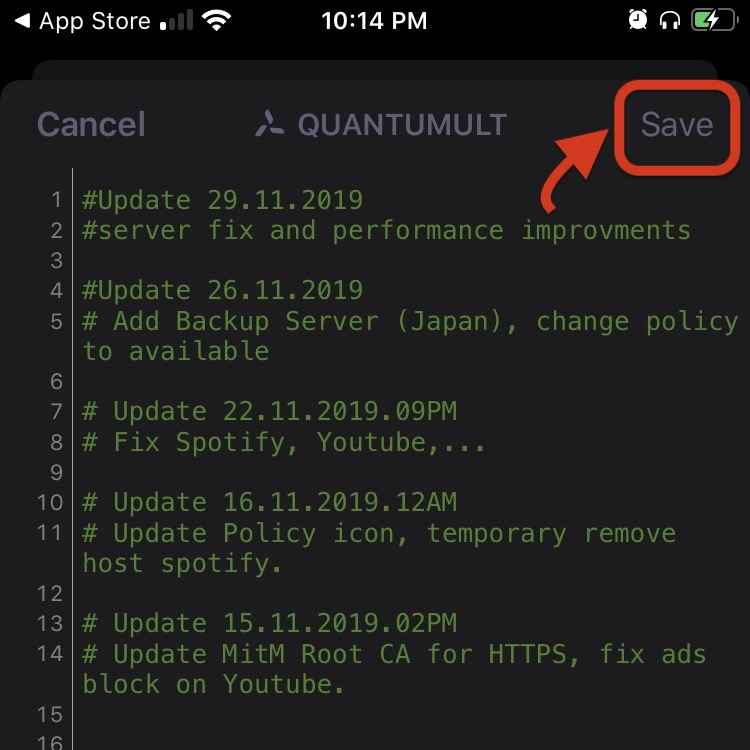 App Store 10:14 PM
Cancel QUANTUMULT Save
1 #Update 29.11.2019
2 #server fix and performance improvments
3
4 #Update 26.11.2019
5 # Add Backup Server (Japan), change policy
to available
6
7 # Update 22.11.2019.09PM
8 # Fix Spotify, Youtube,...
9
10 # Update 16.11.2019.12AM
11 # Update Policy icon, temporary remove
host spotify.
12
13 # Update 15.11.2019.02PM
14 # Update MitM Root CA for HTTPS, fix ads
block on Youtube.
15
16